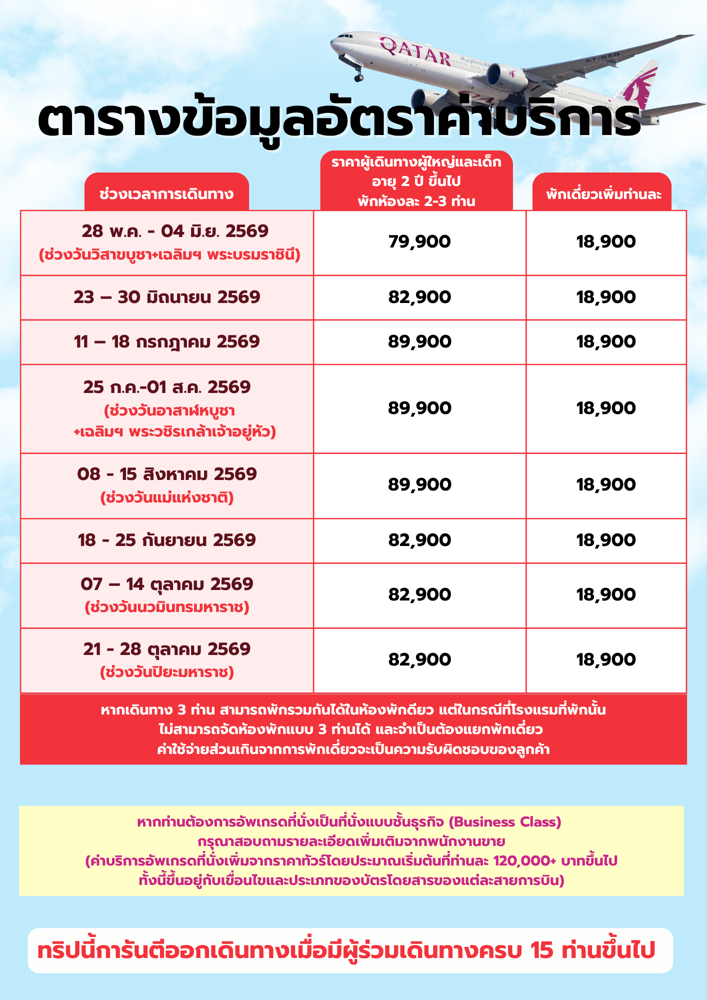 QATAR
القطرية
A7-BAQ
ตารางข้อมูลอัตราค่าบริการ
ช่วงเวลาการเดินทาง
ราคาผู้เดินทางผู้ใหญ่และเด็ก
อายุ 2 ปี ขึ้นไป
พักห้องละ 2-3 ท่าน
พักเดี่ยวเพิ่มท่านละ
28 พ.ค. - 04 มิ.ย. 2569
(ช่วงวันวิสาขบูชา+เฉลิมฯ พระบรมราชินี)
79,900
18,900
23 – 30 มิถุนายน 2569
82,900
18,900
11 – 18 กรกฎาคม 2569
89,900
18,900
25 ก.ค.-01 ส.ค. 2569
(ช่วงวันอาสาฬหบูชา
+เฉลิมฯ พระวชิรเกล้าเจ้าอยู่หัว)
89,900
18,900
08 - 15 สิงหาคม 2569
(ช่วงวันแม่แห่งชาติ)
89,900
18,900
18 - 25 กันยายน 2569
82,900
18,900
07 – 14 ตุลาคม 2569
(ช่วงวันนวมินทรมหาราช)
82,900
18,900
21 - 28 ตุลาคม 2569
(ช่วงวันปิยะมหาราช)
82,900
18,900
หากเดินทาง 3 ท่าน สามารถพักรวมกันได้ในห้องพักดียว แต่ในกรณีที่โรงแรมที่พักนั้น
ไม่สามารถจัดห้องพักแบบ 3 ท่านได้ และจำเป็นต้องแยกพักเดี่ยว
ค่าใช้จ่ายส่วนเกินจากการพักเดี่ยวจะเป็นความรับผิดชอบของลูกค้า
หากท่านต้องการอัพเกรดที่นั่งเป็นที่นั่งแบบชั้นธุรกิจ (Business Class)
กรุณาสอบถามรายละเอียดเพิ่มเติมจากพนักงานขาย
(ค่าบริการอัพเกรดที่นั่งเพิ่มจากราคาทัวร์โดยประมาณเริ่มต้นที่ท่านละ 120,000+ บาทขึ้นไป
ทั้งนี้ขึ้นอยู่กับเงื่อนไขและประเภทของบัตรโดยสารของแต่ละสายการบิน)
ทริปนี้การันตีออกเดินทางเมื่อมีผู้ร่วมเดินทางครบ 15 ท่านขึ้นไป